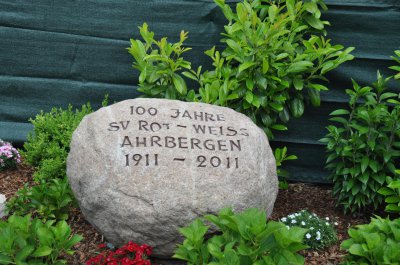 100 JAHRE
SV ROT-WEISS
AHRBERGEN
1911 - 2011